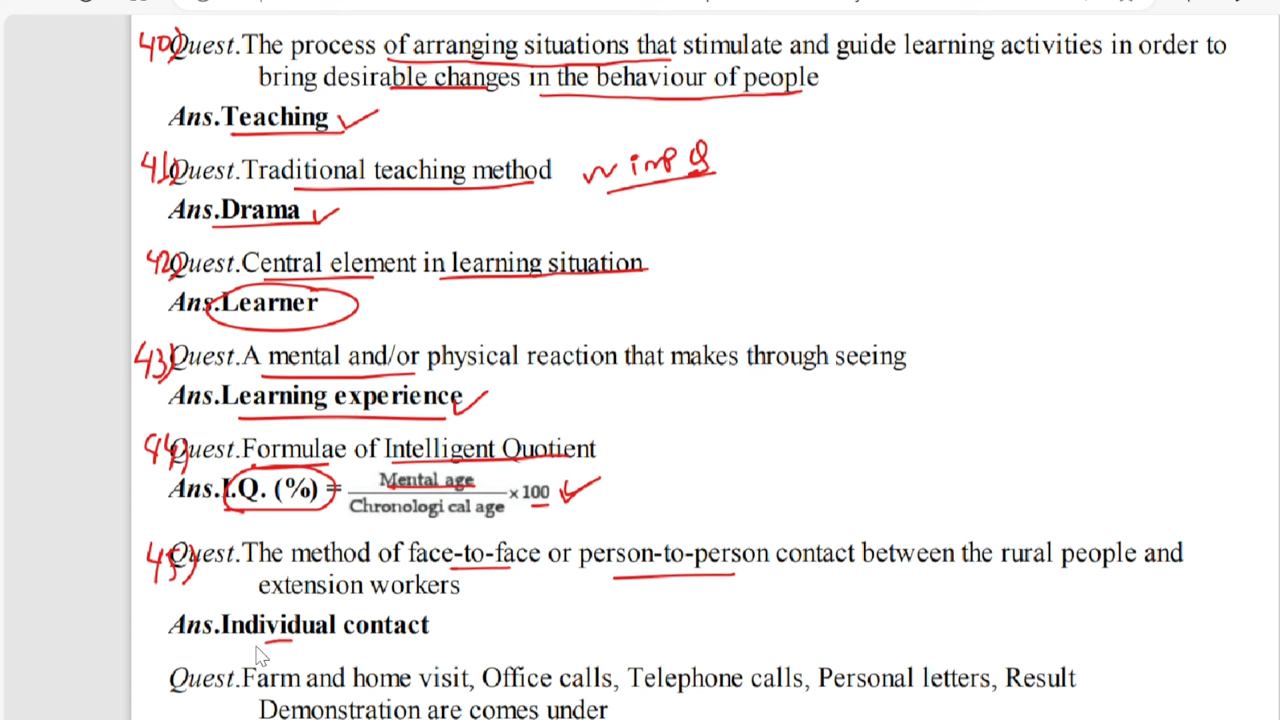 40) Quest.The process of arranging situations that stimulate and guide learning activities in order to
bring desirable changes in the behaviour of people
Ans.Teaching
41) Quest.Traditional teaching method imp Q
Ans.Drama
42) Quest.Central element in learning situation
Ans.Learner
43) Quest.A mental and/or physical reaction that makes through seeing
Ans.Learning experience
44) Quest.Formulae of Intelligent Quotient
Ans.I.Q. (%) = Mental age / Chronologi cal age × 100
45) Quest.The method of face-to-face or person-to-person contact between the rural people and
extension workers
Ans.Individual contact
Quest.Farm and home visit, Office calls, Telephone calls, Personal letters, Result
Demonstration are comes under